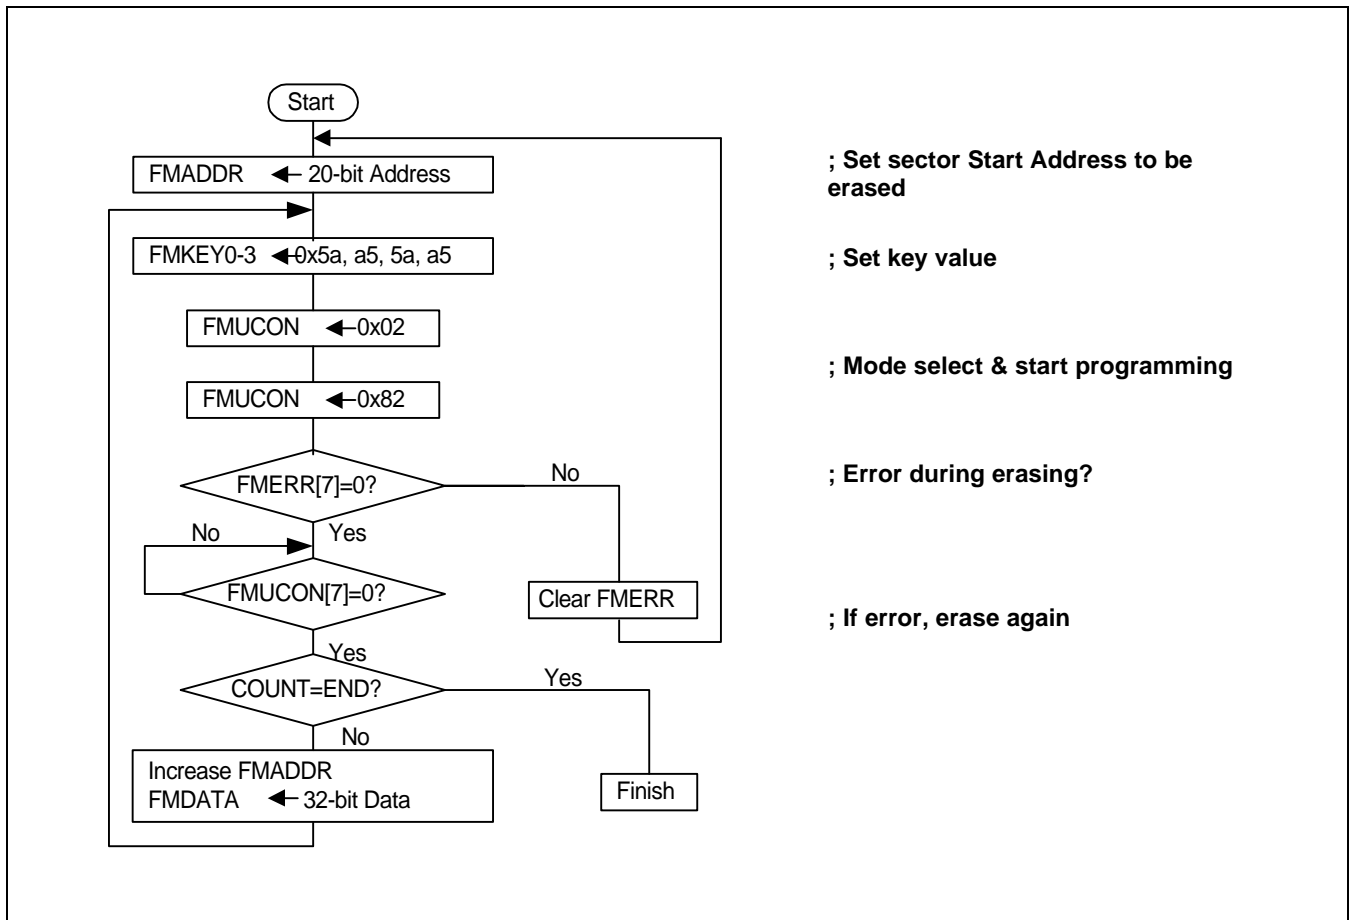 Start
FMADDR ← 20-bit Address
; Set sector Start Address to be
erased
FMKEY0-3 ← 0x5a, a5, 5a, a5
; Set key value
FMUCON ← 0x02
; Mode select & start programming
FMUCON ← 0x82
FMERR[7]=0?
No
; Error during erasing?
No
Yes
FMUCON[7]=0?
Clear FMERR
; If error, erase again
Yes
COUNT=END?
Yes
No
Increase FMADDR
FMDATA ← 32-bit Data
Finish